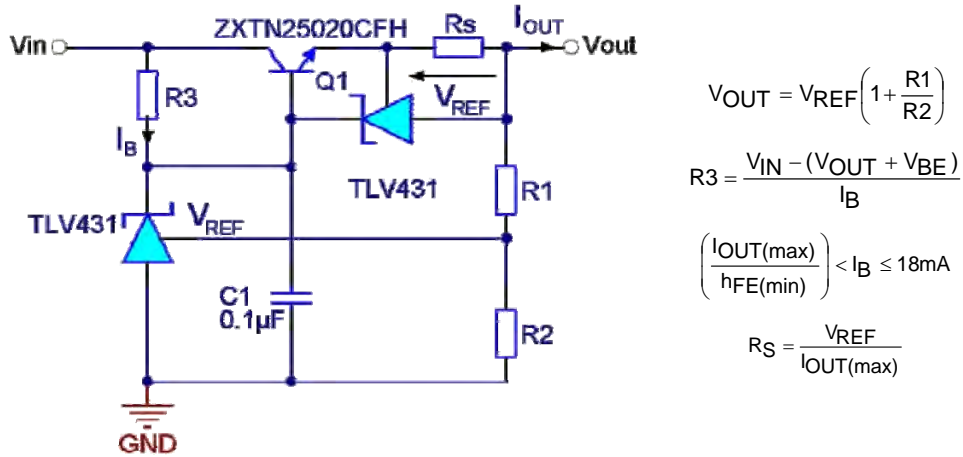 ZXTN25020CFH
Rs
IOUT
Vin
Vout
Q1
R3
VREF
IB
TLV431
R1
TLV431
VREF
C1
0.1µF
R2
GND
VOUT = VREF(1 + R1/R2)
R3 = VIN − (VOUT + VBE) / IB
(IOUT(max) / hFE(min)) < IB ≤ 18mA
RS = VREF / IOUT(max)